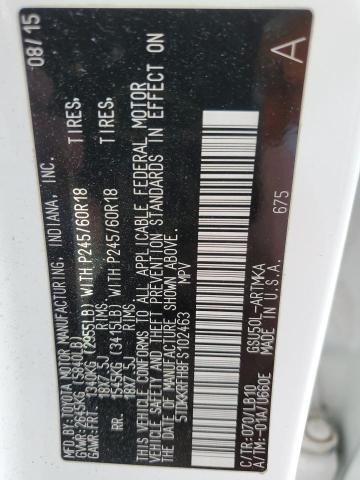 MFD BY: TOYOTA MOTOR MANUFACTURING, INDIANA, INC. 08/15
GVWR: 2645KG (5840LB)
GAWR: FRT. 1340KG (2955LB) WITH P245/60R18 TIRES,
18X7.5J RIMS
RR. 1545KG (3415LB) WITH P245/60R18 TIRES,
18X7.5J RIMS
THIS VEHICLE CONFORMS TO ALL APPLICABLE FEDERAL MOTOR
VEHICLE SAFETY AND THEFT PREVENTION STANDARDS IN EFFECT ON
THE DATE OF MANUFACTURE SHOWN ABOVE.
MPV
A
C/TR: 070/LB10 GSU50L-ARTMKA 675
A/TM: -01A/U660E MADE IN U.S.A.